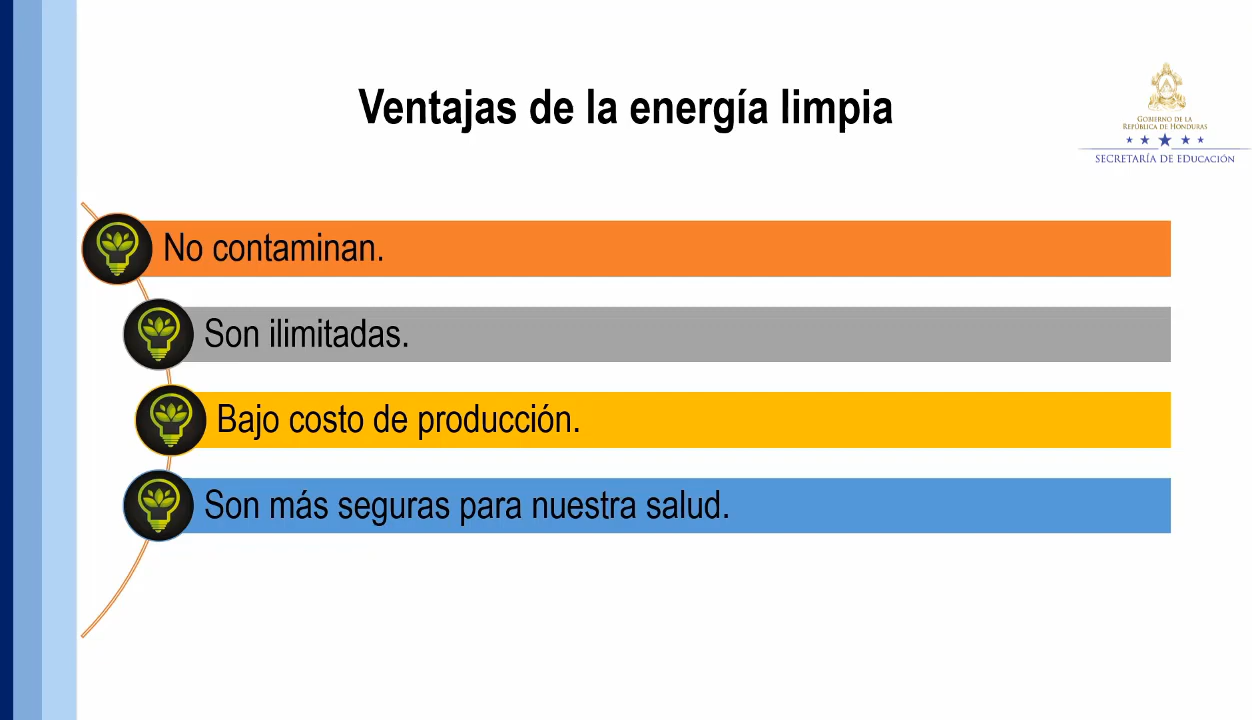 Ventajas de la energía limpia
GOBIERNO DE LA
REPÚBLICA DE HONDURAS
SECRETARÍA DE EDUCACIÓN
No contaminan.
Son ilimitadas.
Bajo costo de producción.
Son más seguras para nuestra salud.